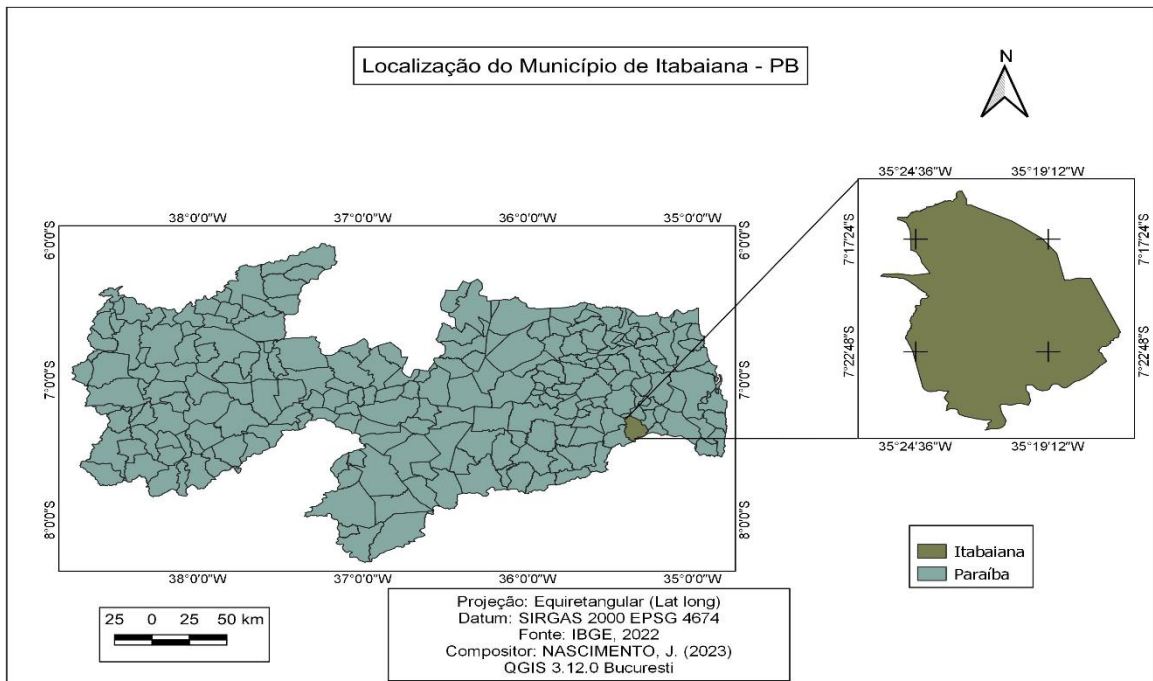 Localização do Município de Itabaiana - PB
N
35°24'36"W 35°19'12"W
7°17'24"S 7°17'24"S
7°22'48"S 7°22'48"S
35°24'36"W 35°19'12"W
38°0'0"W 37°0'0"W 36°0'0"W 35°0'0"W
6°0'0"S 6°0'0"S
7°0'0"S 7°0'0"S
8°0'0"S 8°0'0"S
38°0'0"W 37°0'0"W 36°0'0"W 35°0'0"W
Itabaiana
Paraíba
25 0 25 50 km
Projeção: Equiretangular (Lat long)
Datum: SIRGAS 2000 EPSG 4674
Fonte: IBGE, 2022
Compositor: NASCIMENTO, J. (2023)
QGIS 3.12.0 Bucuresti